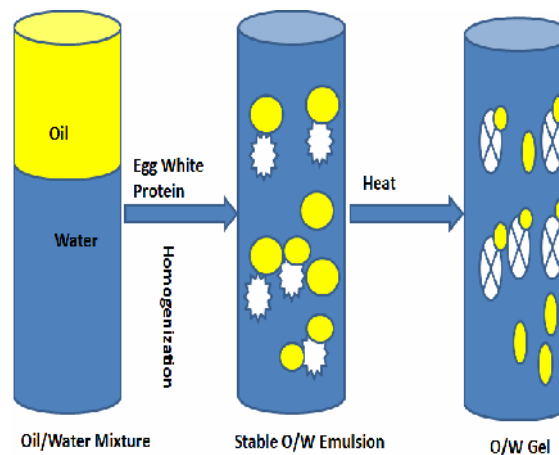 Oil
Water
Egg White
Protein
Homogenization
Heat
Oil/Water Mixture
Stable O/W Emulsion
O/W Gel